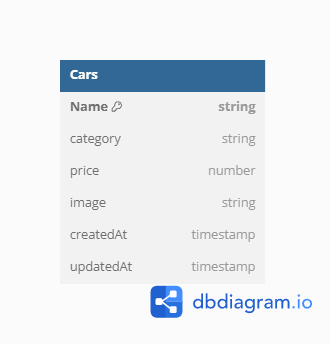 Cars
Name string
category string
price number
image string
createdAt timestamp
updatedAt timestamp
dbdiagram.io